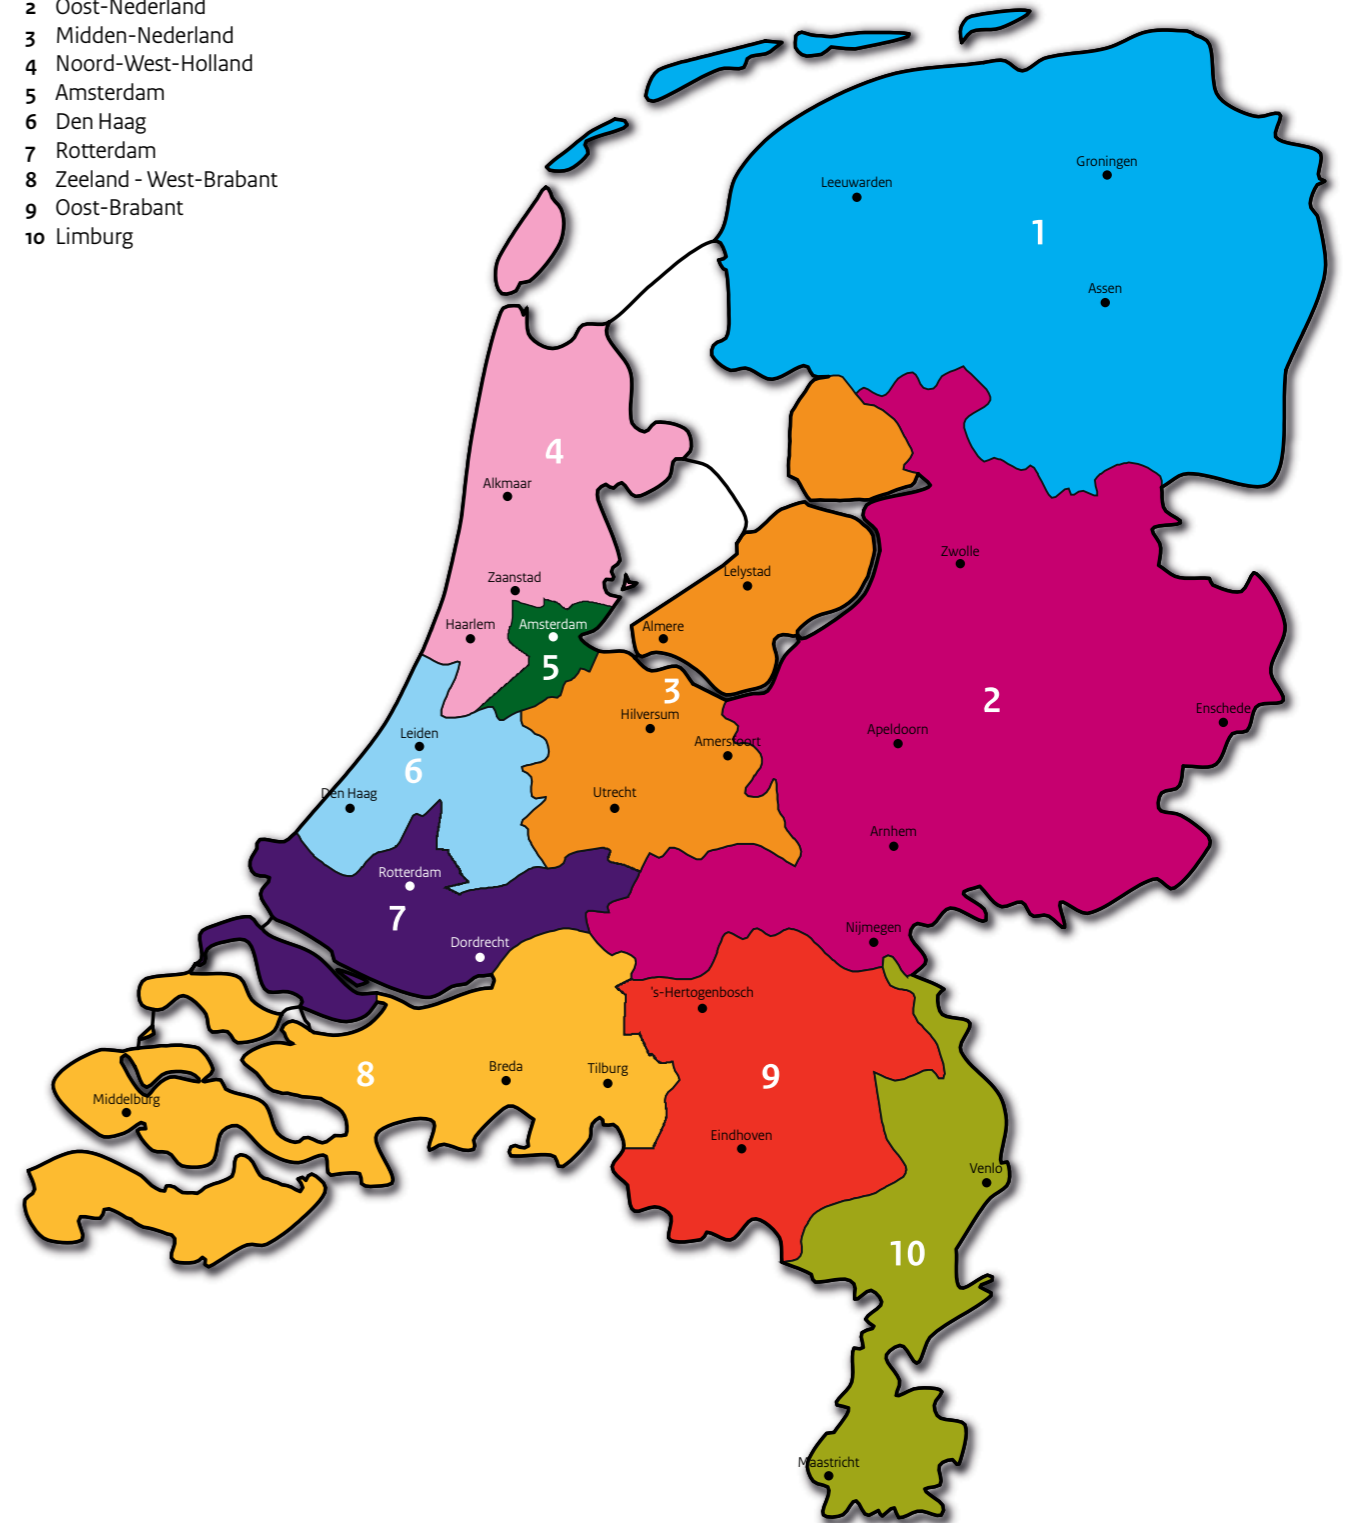 2 Oost-Nederland
3 Midden-Nederland
4 Noord-West-Holland
5 Amsterdam
6 Den Haag
7 Rotterdam
8 Zeeland - West-Brabant
9 Oost-Brabant
10 Limburg
Groningen
Leeuwarden
1
Assen
4
Alkmaar
Zwolle
Lelystad
Zaanstad
Haarlem
Amsterdam
Almere
5
3
2
Hilversum
Enschede
Leiden
Apeldoorn
Amersfoort
6
Den Haag
Utrecht
Arnhem
Rotterdam
7
Nijmegen
Dordrecht
's-Hertogenbosch
8
Breda
Tilburg
9
Middelburg
Eindhoven
Venlo
10
Maastricht